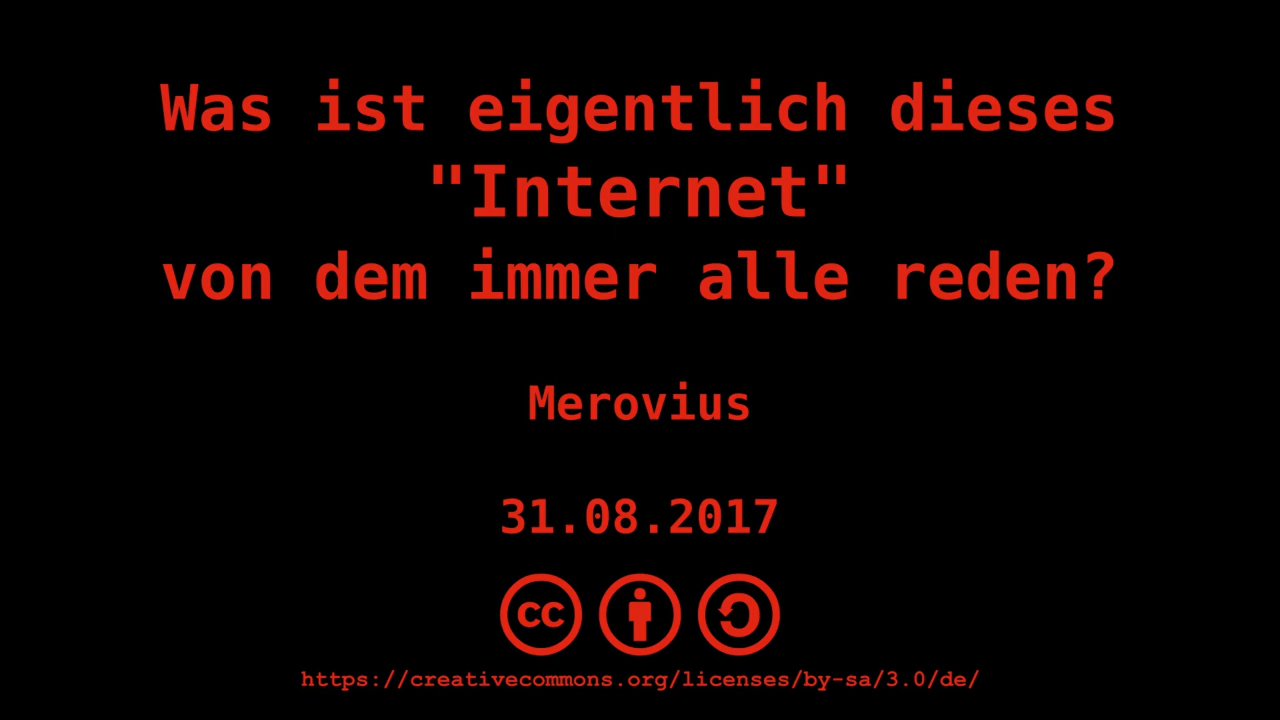 Was ist eigentlich dieses
"Internet"
von dem immer alle reden?
Merovius
31.08.2017
cc
https://creativecommons.org/licenses/by-sa/3.0/de/